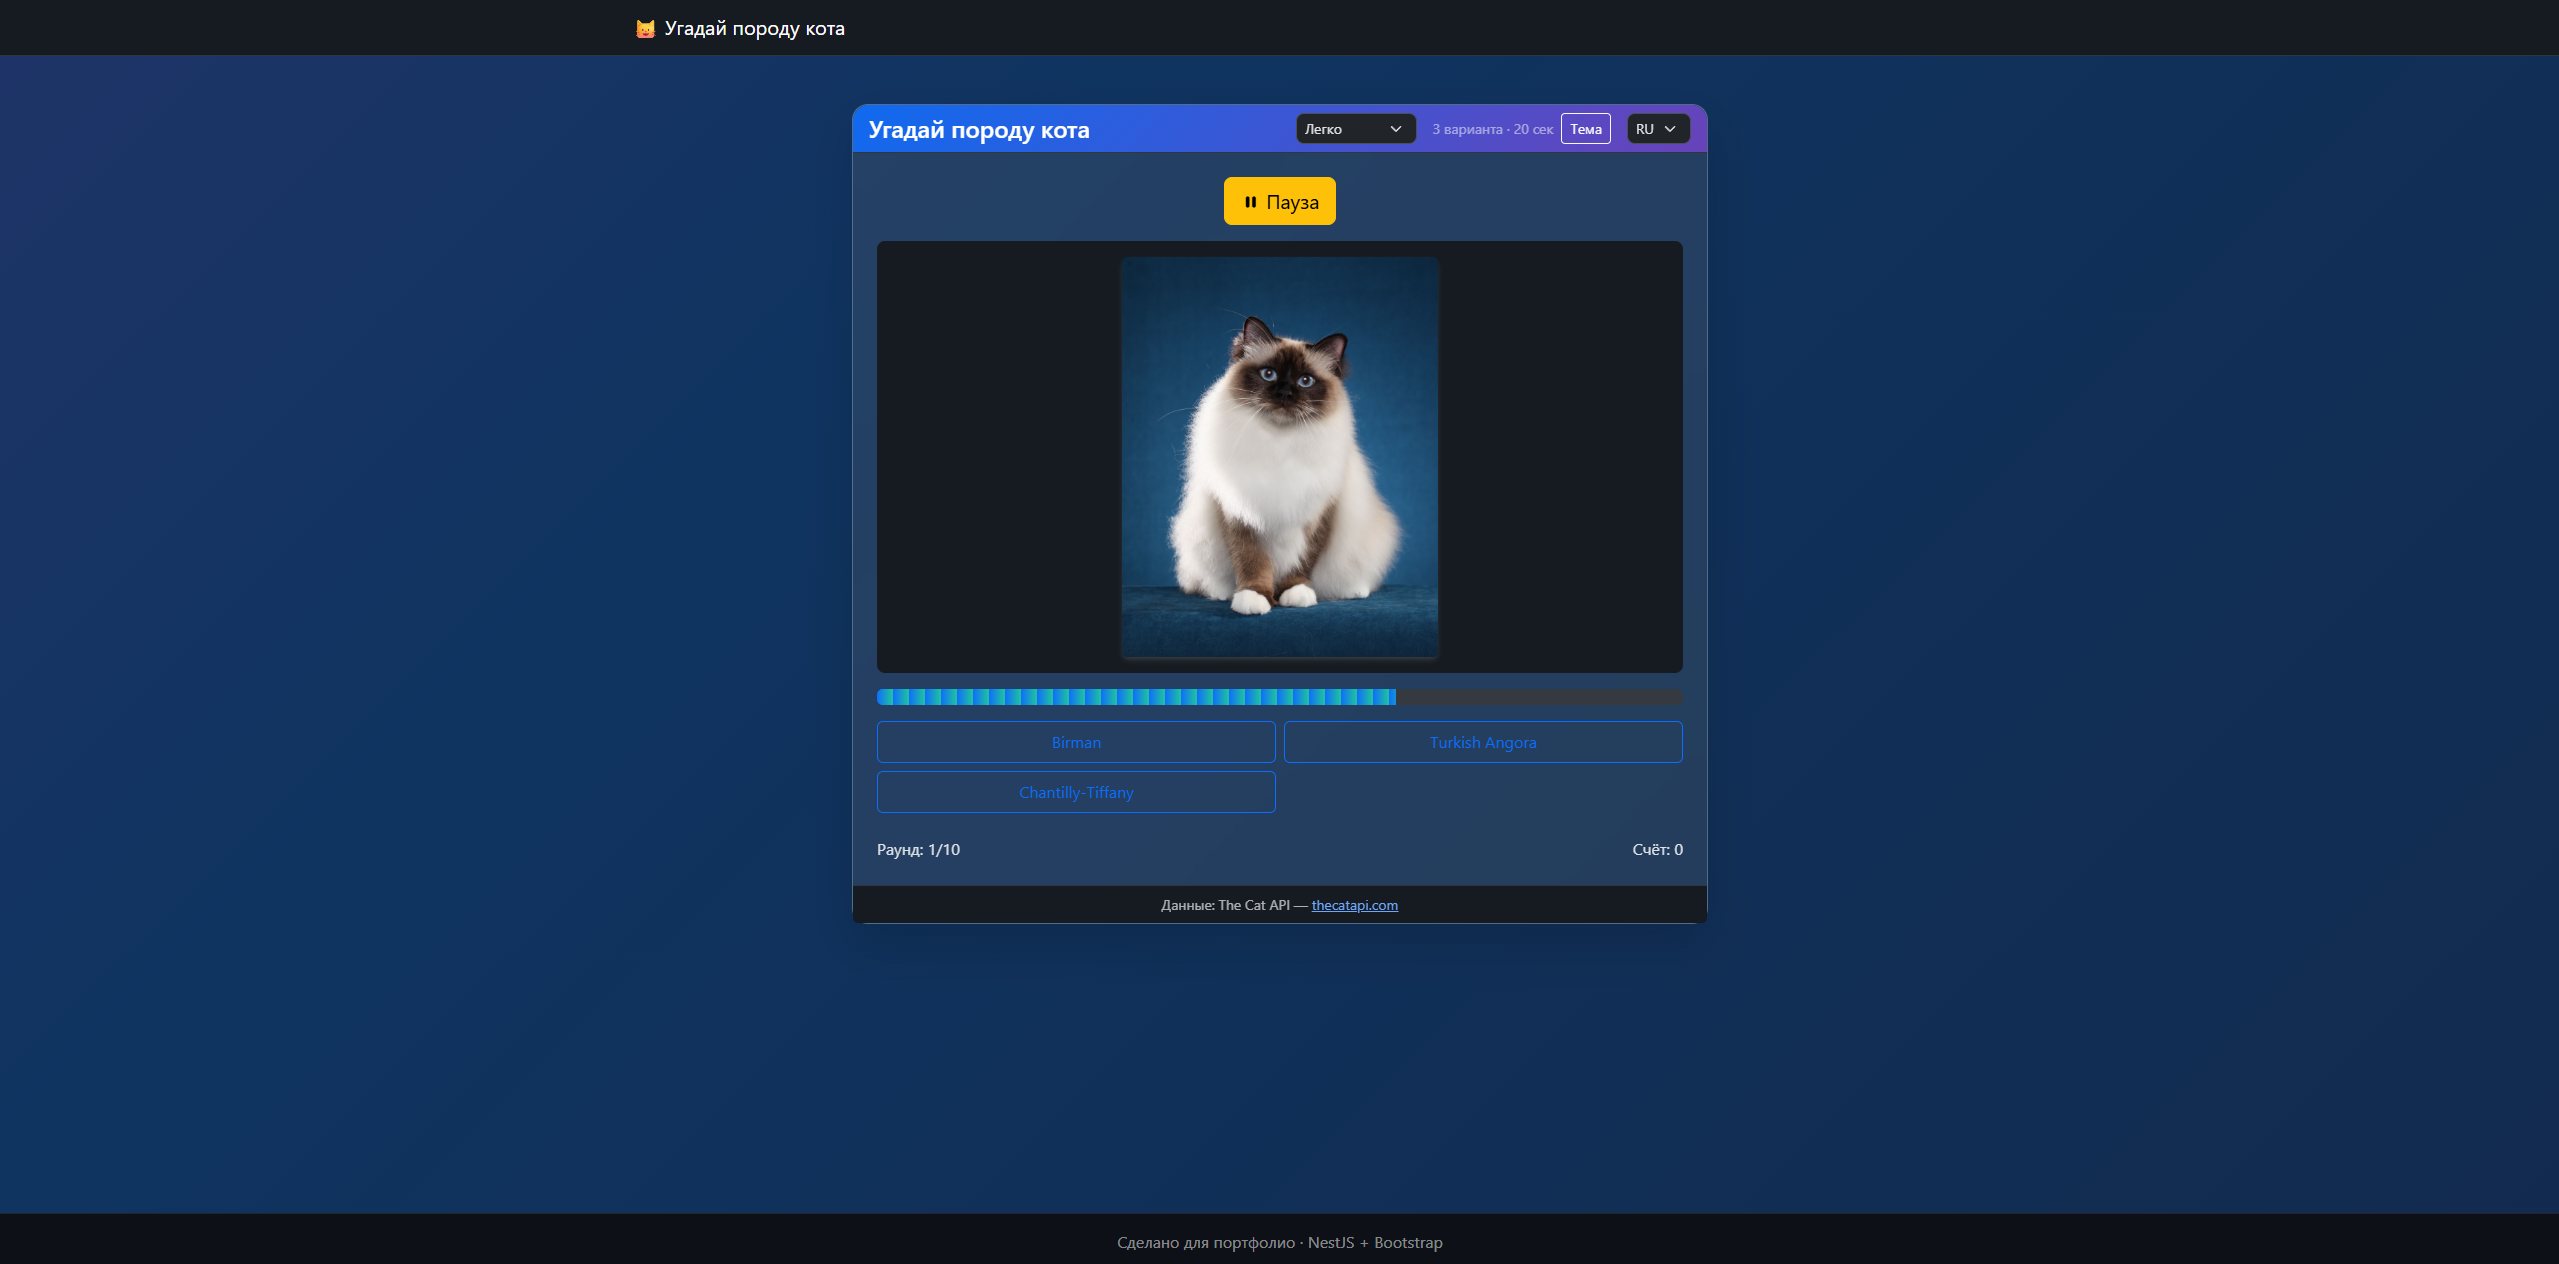 Угадай породу кота
Угадай породу кота
Легко
3 варианта · 20 сек
Тема
RU
Пауза
Birman
Turkish Angora
Chantilly-Tiffany
Раунд: 1/10
Счёт: 0
Данные: The Cat API — thecatapi.com
Сделано для портфолио · NestJS + Bootstrap